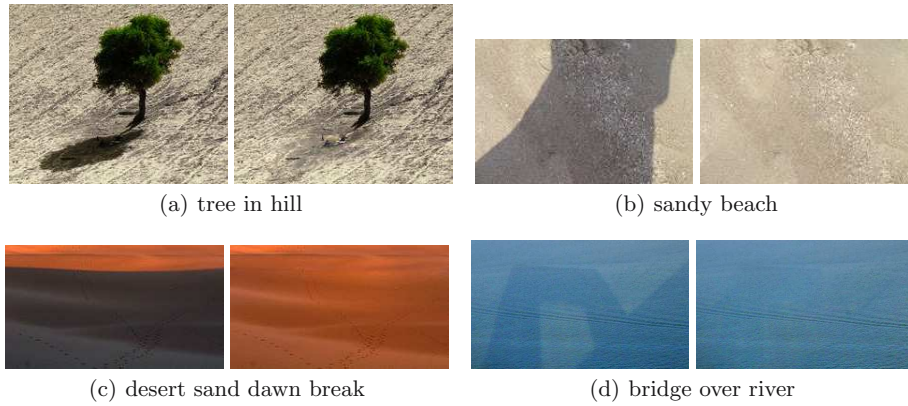 (a) tree in hill
(b) sandy beach
(c) desert sand dawn break
(d) bridge over river